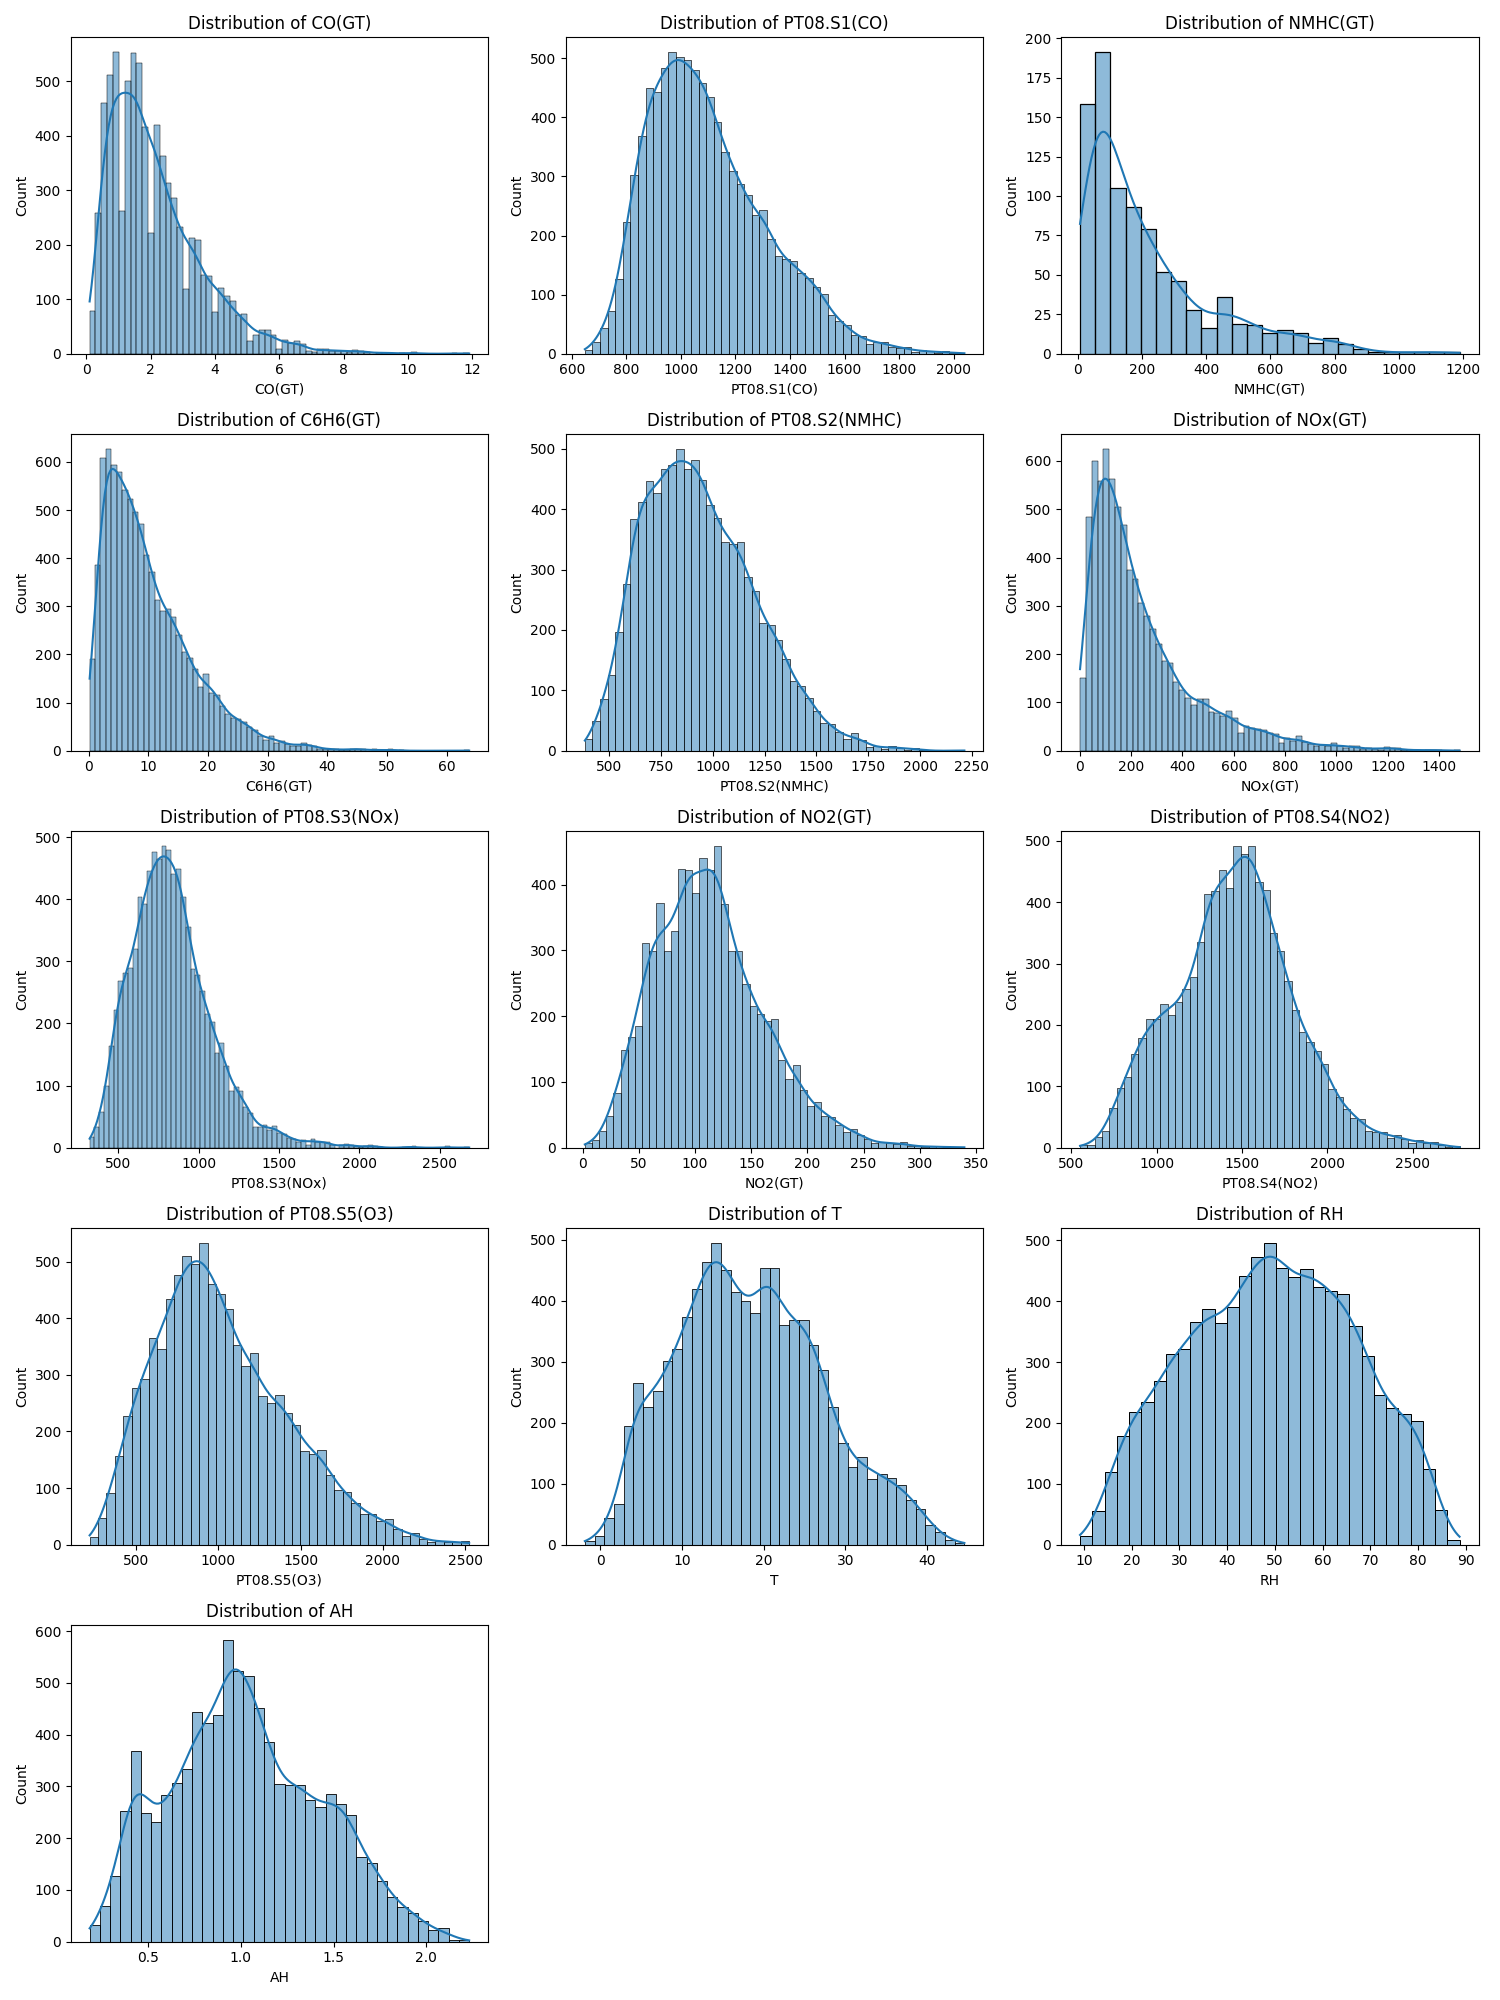 Distribution of CO(GT)
500
400
300
200
100
0
Count
0 2 4 6 8 10 12
CO(GT)
Distribution of PT08.S1(CO)
500
400
300
200
100
0
Count
600 800 1000 1200 1400 1600 1800 2000
PT08.S1(CO)
Distribution of NMHC(GT)
200
175
150
125
100
75
50
25
0
Count
0 200 400 600 800 1000 1200
NMHC(GT)
Distribution of C6H6(GT)
600
500
400
300
200
100
0
Count
0 10 20 30 40 50 60
C6H6(GT)
Distribution of PT08.S2(NMHC)
500
400
300
200
100
0
Count
500 750 1000 1250 1500 1750 2000 2250
PT08.S2(NMHC)
Distribution of NOx(GT)
600
500
400
300
200
100
0
Count
0 200 400 600 800 1000 1200 1400
NOx(GT)
Distribution of PT08.S3(NOx)
500
400
300
200
100
0
Count
500 1000 1500 2000 2500
PT08.S3(NOx)
Distribution of NO2(GT)
400
300
200
100
0
Count
0 50 100 150 200 250 300 350
NO2(GT)
Distribution of PT08.S4(NO2)
500
400
300
200
100
0
Count
500 1000 1500 2000 2500
PT08.S4(NO2)
Distribution of PT08.S5(O3)
500
400
300
200
100
0
Count
500 1000 1500 2000 2500
PT08.S5(O3)
Distribution of T
500
400
300
200
100
0
Count
0 10 20 30 40
T
Distribution of RH
500
400
300
200
100
0
Count
10 20 30 40 50 60 70 80 90
RH
Distribution of AH
600
500
400
300
200
100
0
Count
0.5 1.0 1.5 2.0
AH